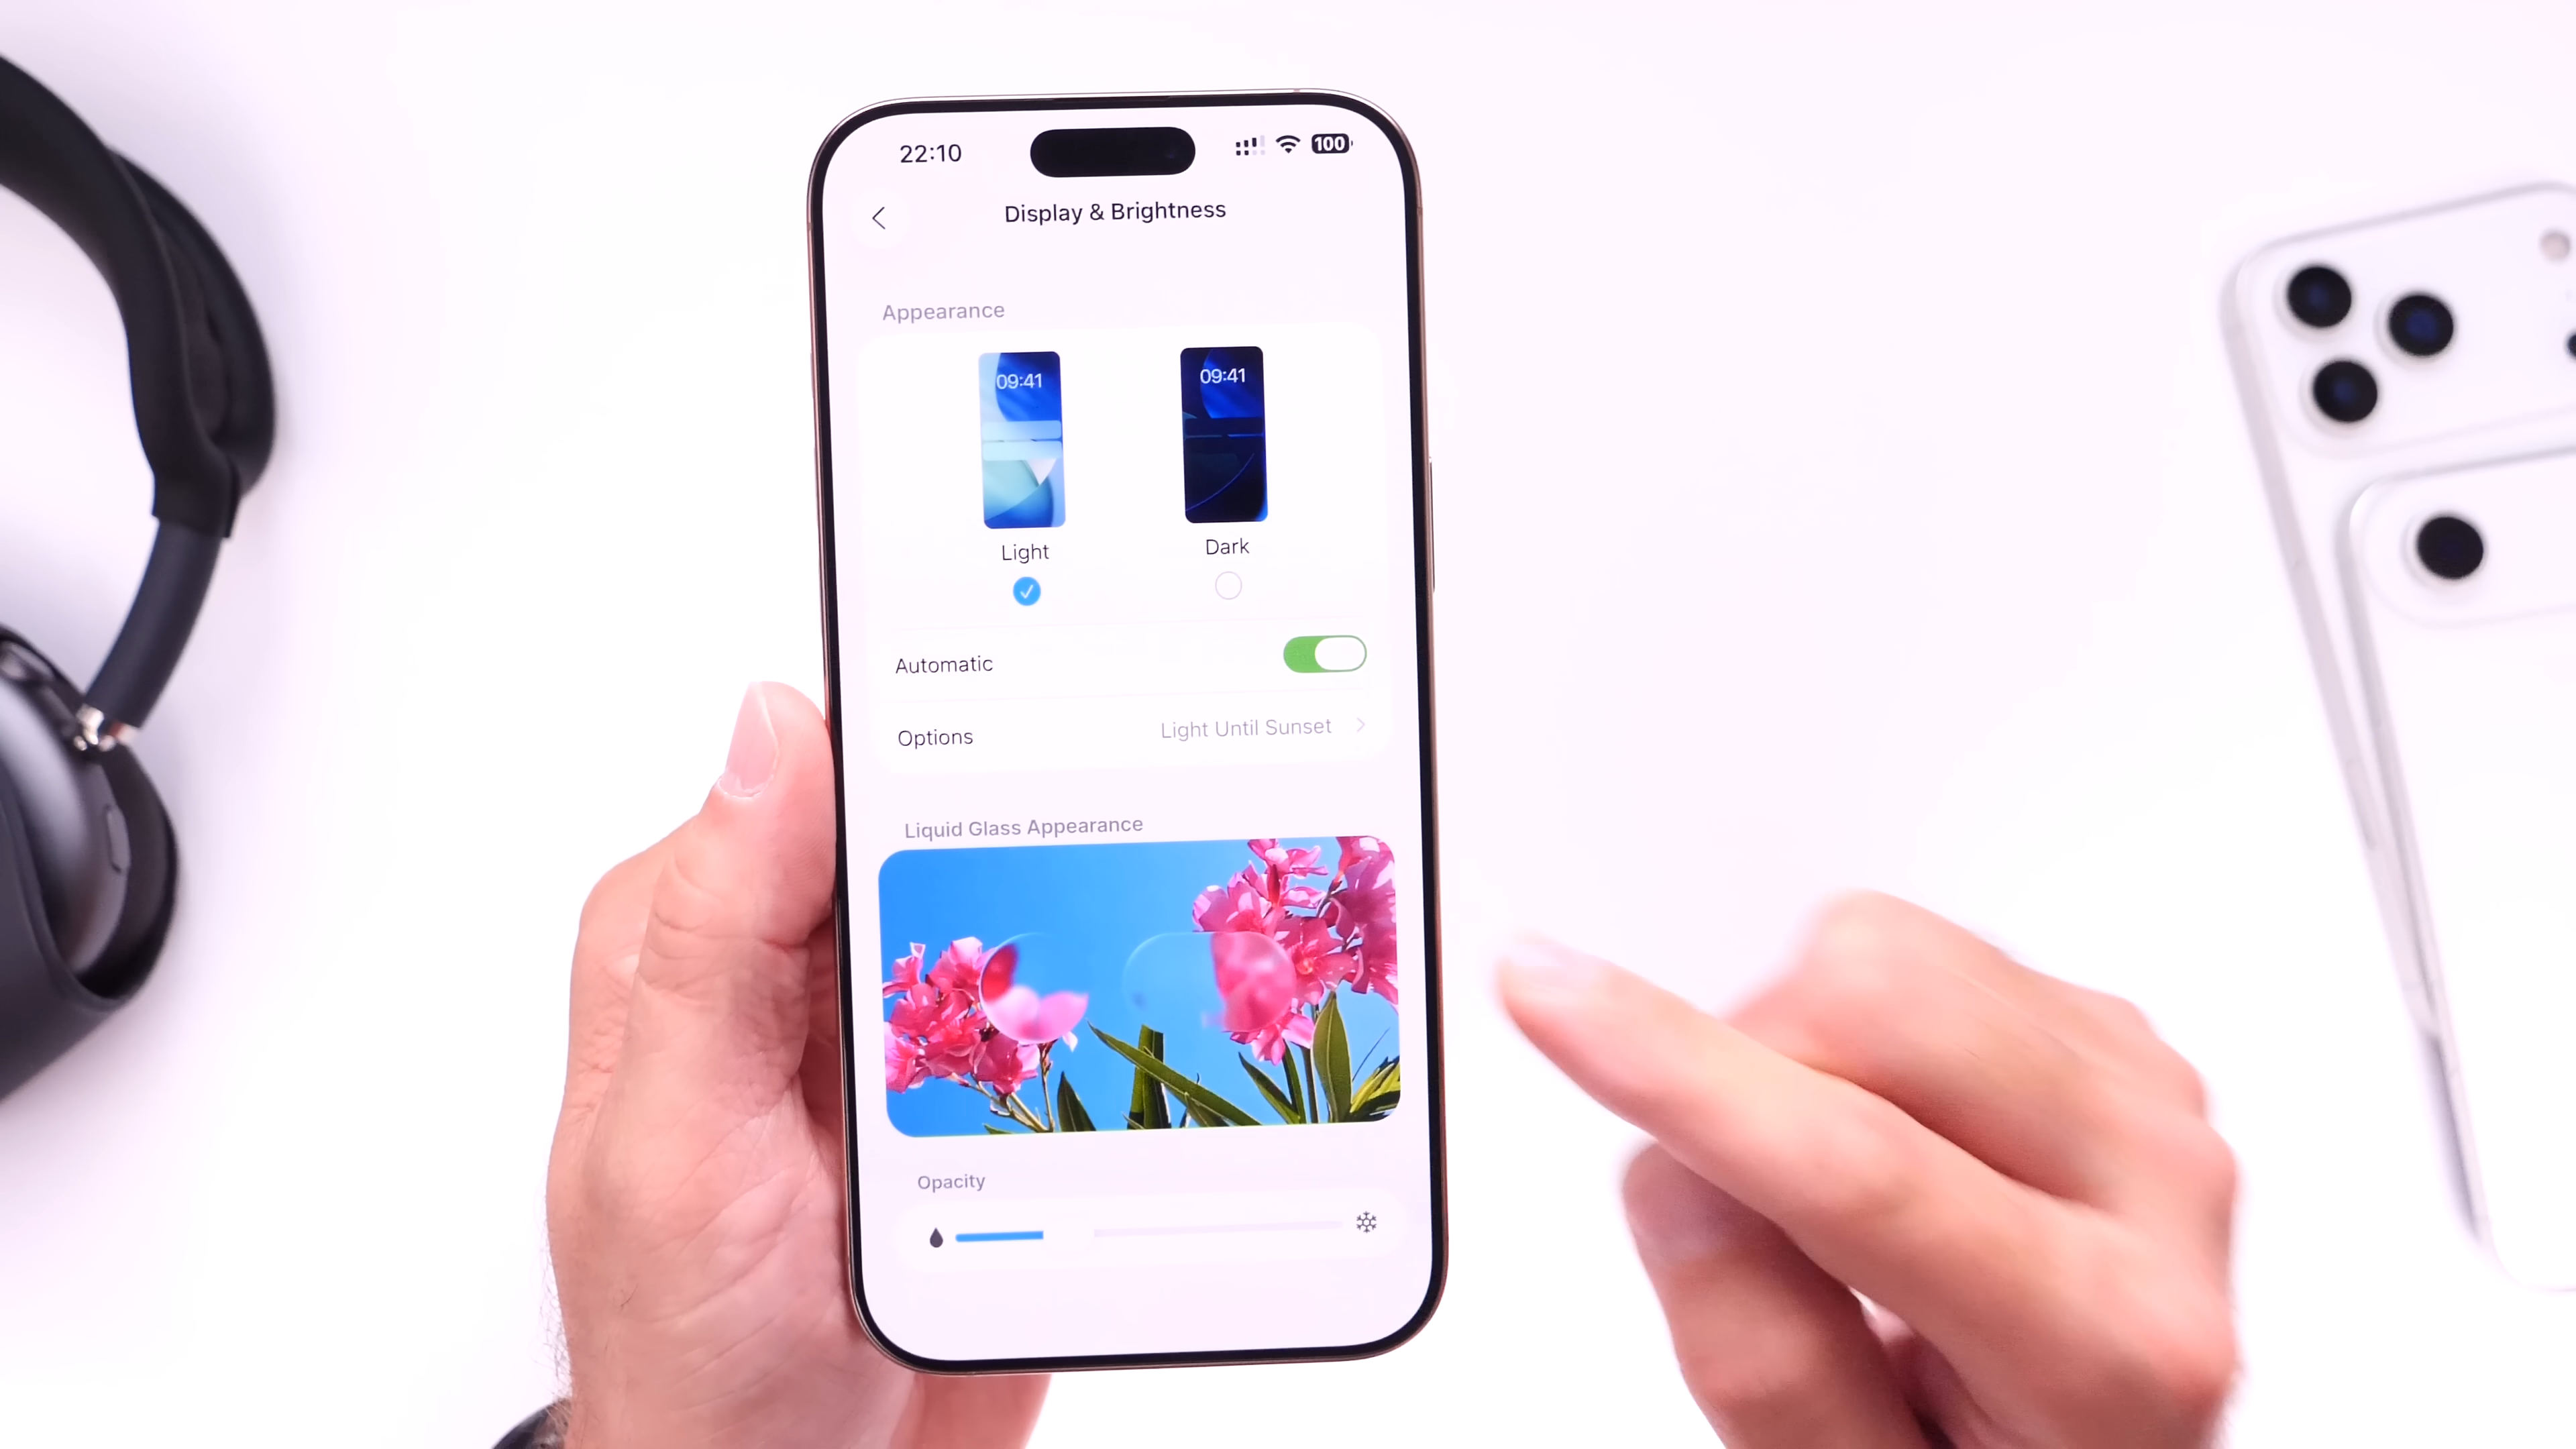 22:10
100
Display & Brightness
Appearance
09:41
09:41
Light
Dark
Automatic
Options
Light Until Sunset
Liquid Glass Appearance
Opacity